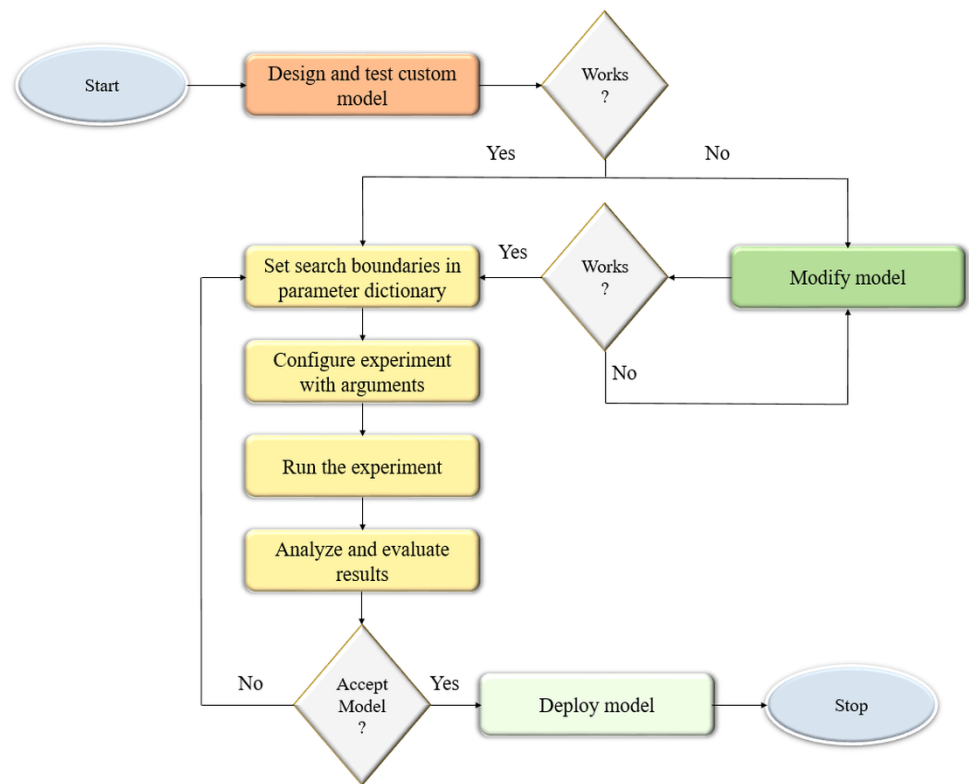 Start
Design and test custom
model
Works
?
Yes
No
Set search boundaries in
parameter dictionary
Yes
Works
?
Modify model
No
Configure experiment
with arguments
Run the experiment
Analyze and evaluate
results
No
Accept
Model
?
Yes
Deploy model
Stop